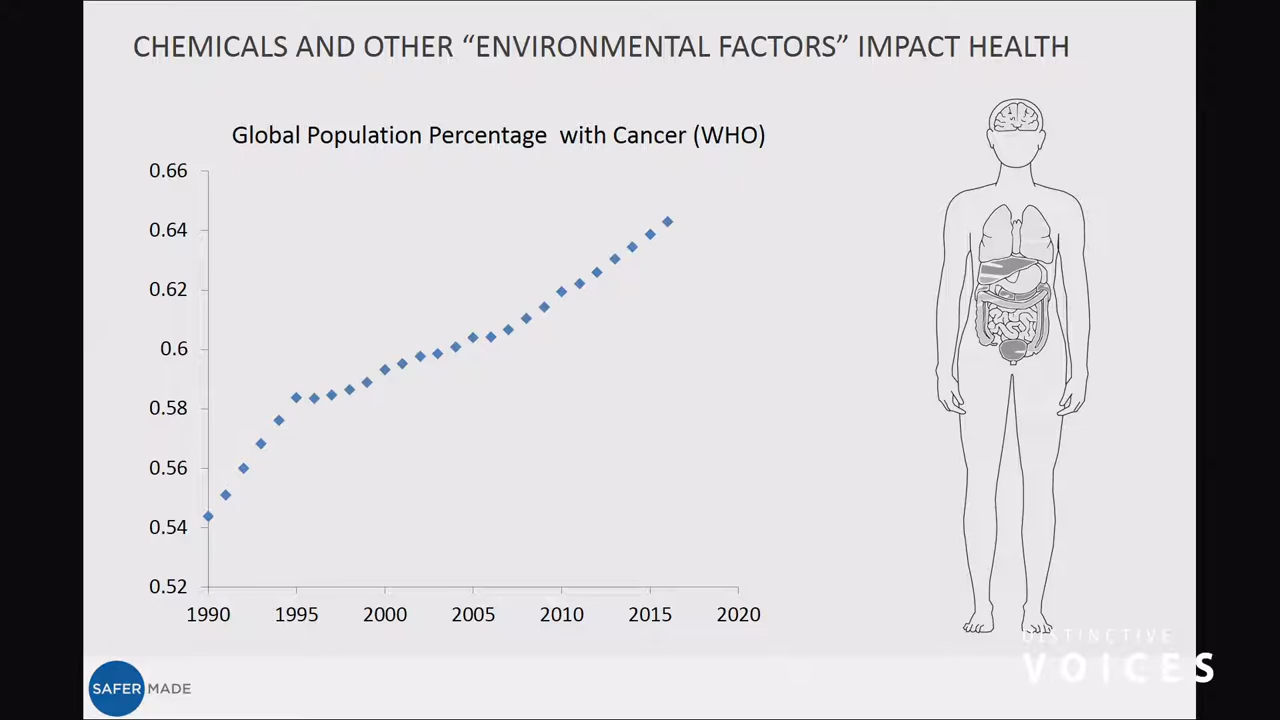 CHEMICALS AND OTHER “ENVIRONMENTAL FACTORS” IMPACT HEALTH
Global Population Percentage with Cancer (WHO)
0.66
0.64
0.62
0.6
0.58
0.56
0.54
0.52
1990 1995 2000 2005 2010 2015 2020
DISTINCTIVE
VOICES
SAFER MADE